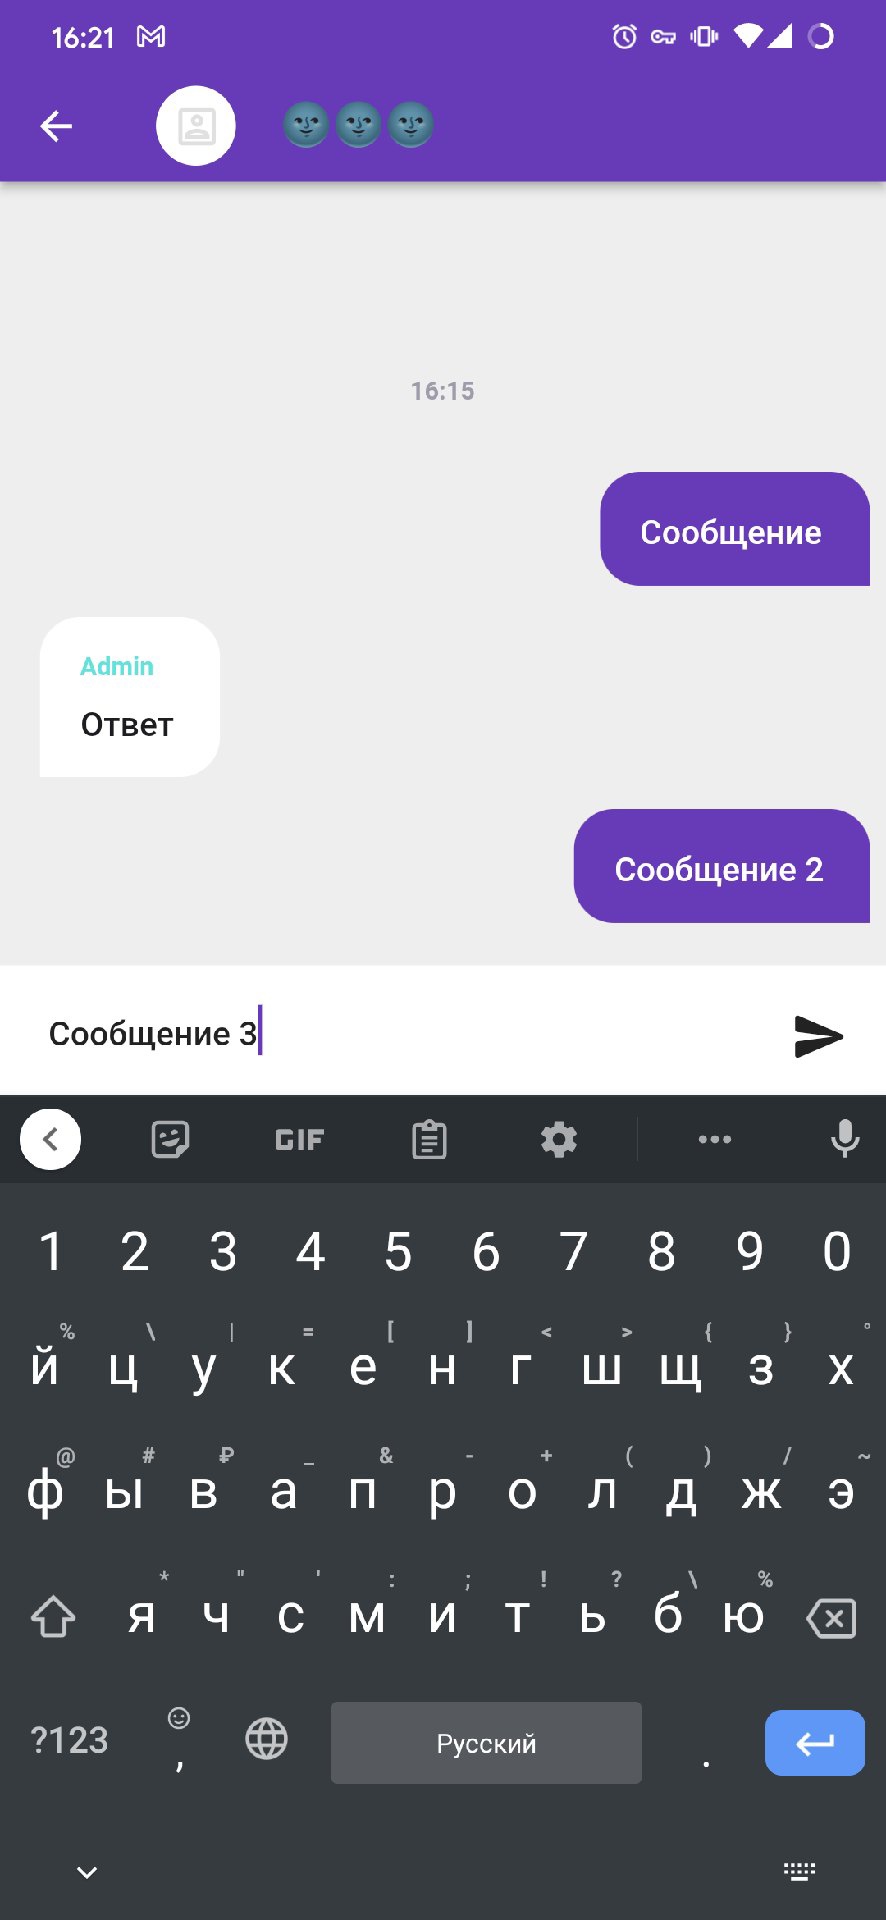 16:21
16:15
Сообщение
Admin
Ответ
Сообщение 2
Сообщение 3
GIF
1 2 3 4 5 6 7 8 9 0
% \ | = [ ] < > { } °
й ц у к е н г ш щ з х
@ # ₽ _ & - + ( ) / ~
ф ы в а п р о л д ж э
* " ' : ; ! ? \ %
я ч с м и т ь б ю
?123 , Русский .